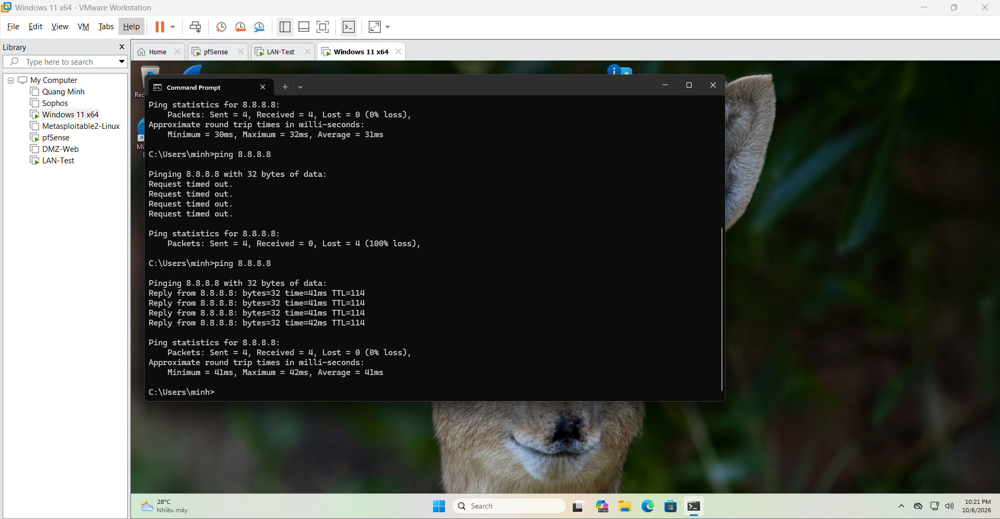 Windows 11 x64 - VMware Workstation
File Edit View VM Tabs Help
Library
Type here to search
My Computer
Quang Minh
Sophos
Windows 11 x64
Metasploitable2-Linux
pfSense
DMZ-Web
LAN-Test
Home
pfSense
LAN-Test
Windows 11 x64
Command Prompt
Ping statistics for 8.8.8.8:
Packets: Sent = 4, Received = 4, Lost = 0 (0% loss),
Approximate round trip times in milli-seconds:
Minimum = 30ms, Maximum = 32ms, Average = 31ms
C:\Users\minh>ping 8.8.8.8
Pinging 8.8.8.8 with 32 bytes of data:
Request timed out.
Request timed out.
Request timed out.
Request timed out.
Ping statistics for 8.8.8.8:
Packets: Sent = 4, Received = 0, Lost = 4 (100% loss),
C:\Users\minh>ping 8.8.8.8
Pinging 8.8.8.8 with 32 bytes of data:
Reply from 8.8.8.8: bytes=32 time=41ms TTL=114
Reply from 8.8.8.8: bytes=32 time=41ms TTL=114
Reply from 8.8.8.8: bytes=32 time=41ms TTL=114
Reply from 8.8.8.8: bytes=32 time=42ms TTL=114
Ping statistics for 8.8.8.8:
Packets: Sent = 4, Received = 4, Lost = 0 (0% loss),
Approximate round trip times in milli-seconds:
Minimum = 41ms, Maximum = 42ms, Average = 41ms
C:\Users\minh>
28°C
Nhiều mây
Search
M365
10:21 PM
10/6/2026